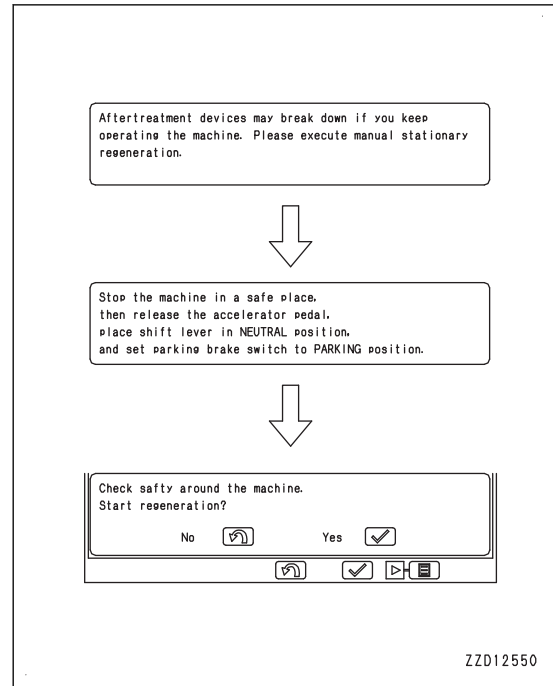 Aftertreatment devices may break down if you keep
operating the machine. Please execute manual stationary
regeneration.
Stop the machine in a safe place,
then release the accelerator pedal,
place shift lever in NEUTRAL position,
and set parking brake switch to PARKING position.
Check safty around the machine.
Start regeneration?
No Yes
ZZD12550